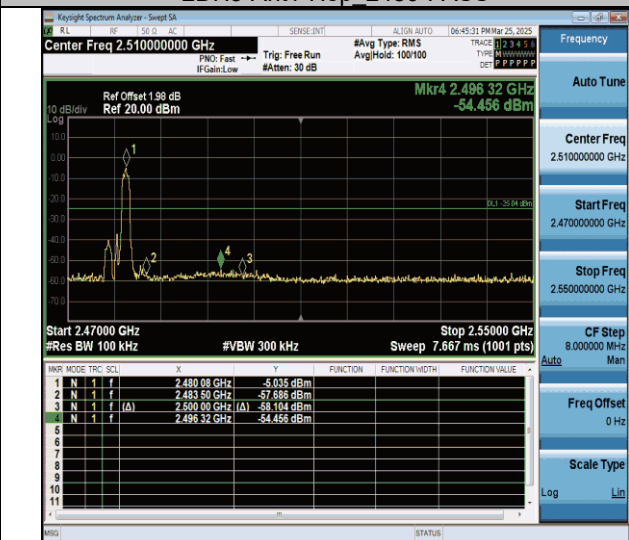 Keysight Spectrum Analyzer - Swept SA
RL RF 50 Ω AC SENSE:INT ALIGN AUTO 06:45:31 PM Mar 25, 2025
Center Freq 2.510000000 GHz
#Avg Type: RMS
Avg|Hold: 100/100
TRACE 1 2 3 4 5 6
TYPE M W W W W W
DET P P P P P P
PNO: Fast
IFGain:Low
Trig: Free Run
#Atten: 30 dB
Mkr4 2.496 32 GHz
-54.456 dBm
Ref Offset 1.98 dB
Ref 20.00 dBm
10 dB/div
Log
10.0
0.00
-10.0
-20.0
-30.0
-40.0
-50.0
-60.0
-70.0
1
2
4
3
DL1 -25.04 dBm
Start 2.47000 GHz
#Res BW 100 kHz
#VBW 300 kHz
Stop 2.55000 GHz
Sweep 7.667 ms (1001 pts)
MKR MODE TRC SCL X Y FUNCTION FUNCTION WIDTH FUNCTION VALUE
1 N 1 f 2.480 08 GHz -5.035 dBm
2 N 1 f 2.483 50 GHz -57.686 dBm
3 N 1 f (Δ) 2.500 00 GHz (Δ) -58.104 dBm
4 N 1 f 2.496 32 GHz -54.456 dBm
5
6
7
8
9
10
11
MSG STATUS
Frequency
Auto Tune
Center Freq
2.510000000 GHz
Start Freq
2.470000000 GHz
Stop Freq
2.550000000 GHz
CF Step
8.000000 MHz
Auto Man
Freq Offset
0 Hz
Scale Type
Log Lin